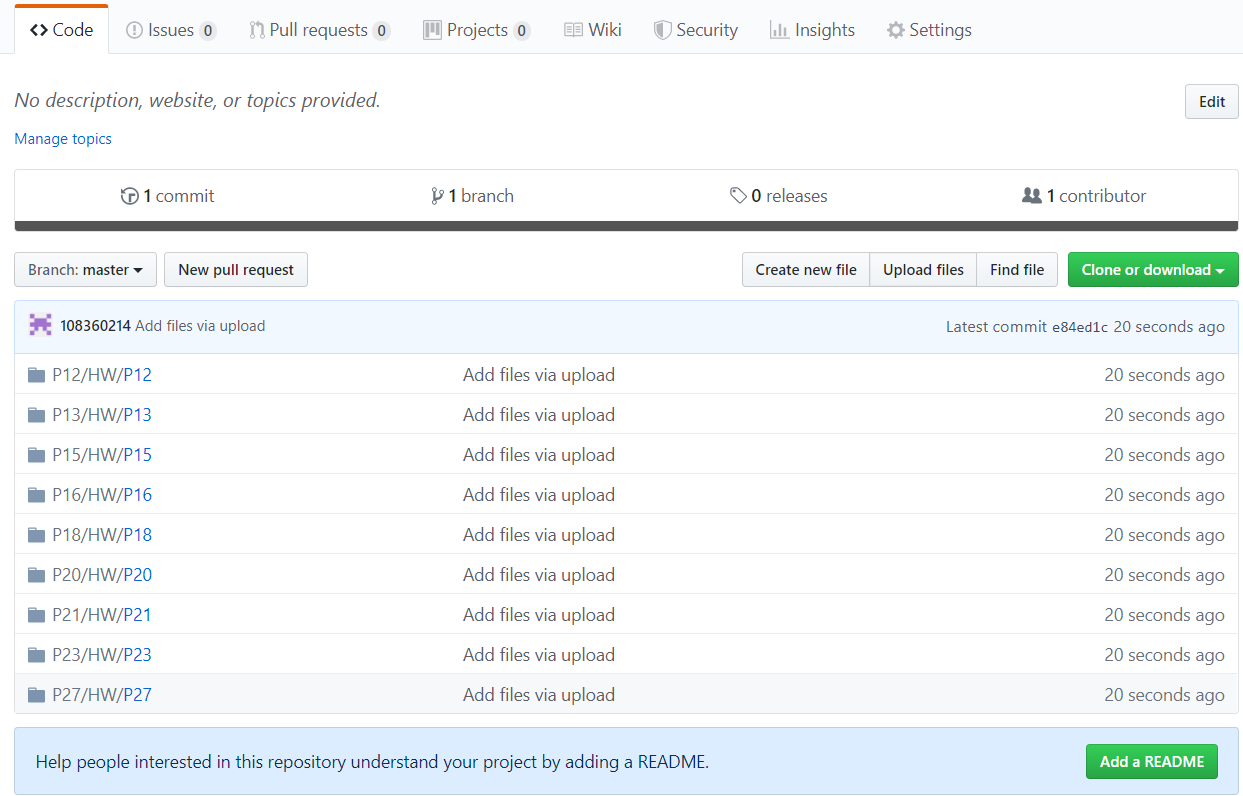 Code Issues 0 Pull requests 0 Projects 0 Wiki Security Insights Settings
No description, website, or topics provided. Edit
Manage topics
1 commit 1 branch 0 releases 1 contributor
Branch: master New pull request Create new file Upload files Find file Clone or download
108360214 Add files via upload Latest commit e84ed1c 20 seconds ago
P12/HW/P12 Add files via upload 20 seconds ago
P13/HW/P13 Add files via upload 20 seconds ago
P15/HW/P15 Add files via upload 20 seconds ago
P16/HW/P16 Add files via upload 20 seconds ago
P18/HW/P18 Add files via upload 20 seconds ago
P20/HW/P20 Add files via upload 20 seconds ago
P21/HW/P21 Add files via upload 20 seconds ago
P23/HW/P23 Add files via upload 20 seconds ago
P27/HW/P27 Add files via upload 20 seconds ago
Help people interested in this repository understand your project by adding a README. Add a README